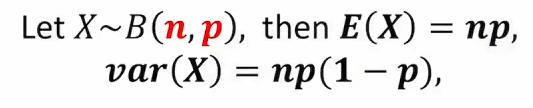 Let X~B(n,p), then E(X) = np,
var(X) = np(1 − p),